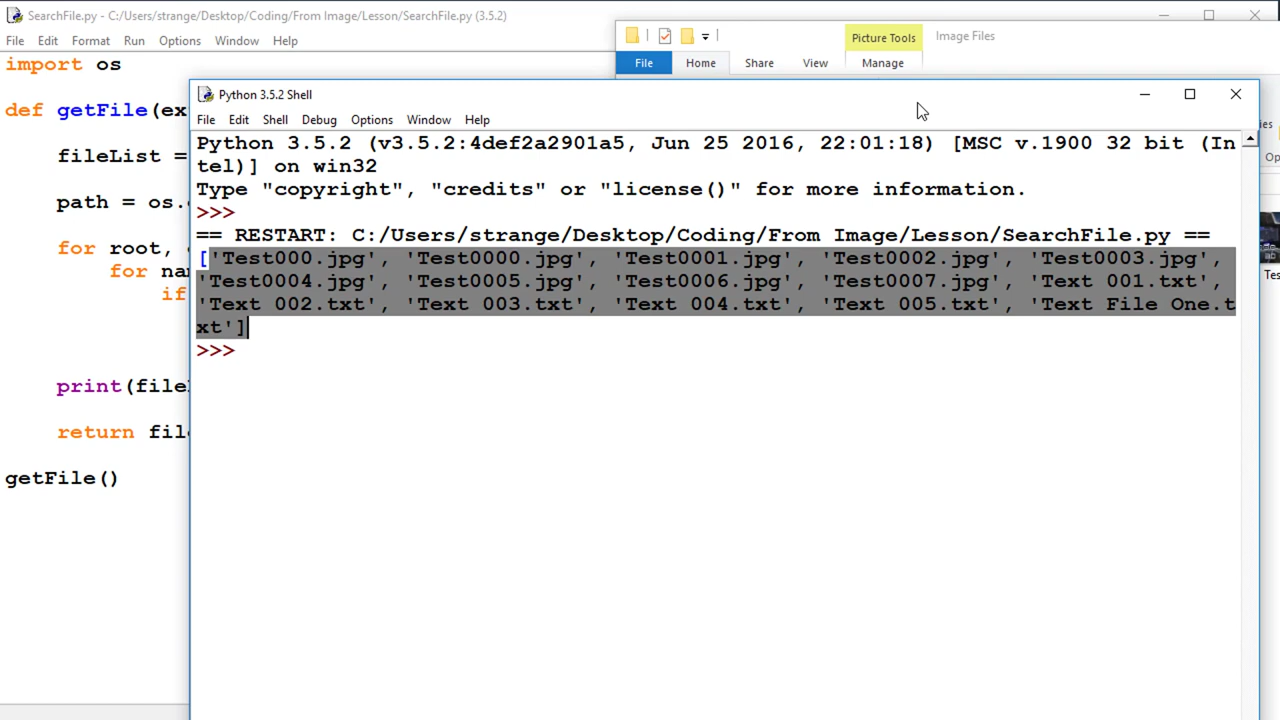 SearchFile.py - C:/Users/strange/Desktop/Coding/From Image/Lesson/SearchFile.py (3.5.2)
File Edit Format Run Options Window Help
Picture Tools Image Files
File Home Share View Manage
import os
def getFile(ex
fileList =
path = os.
for root,
for na
if
print(file
return fil
getFile()
Python 3.5.2 Shell
File Edit Shell Debug Options Window Help
Python 3.5.2 (v3.5.2:4def2a2901a5, Jun 25 2016, 22:01:18) [MSC v.1900 32 bit (In
tel)] on win32
Type "copyright", "credits" or "license()" for more information.
>>>
== RESTART: C:/Users/strange/Desktop/Coding/From Image/Lesson/SearchFile.py ==
['Test000.jpg', 'Test0000.jpg', 'Test0001.jpg', 'Test0002.jpg', 'Test0003.jpg',
'Test0004.jpg', 'Test0005.jpg', 'Test0006.jpg', 'Test0007.jpg', 'Text 001.txt',
'Text 002.txt', 'Text 003.txt', 'Text 004.txt', 'Text 005.txt', 'Text File One.t
xt']
>>>